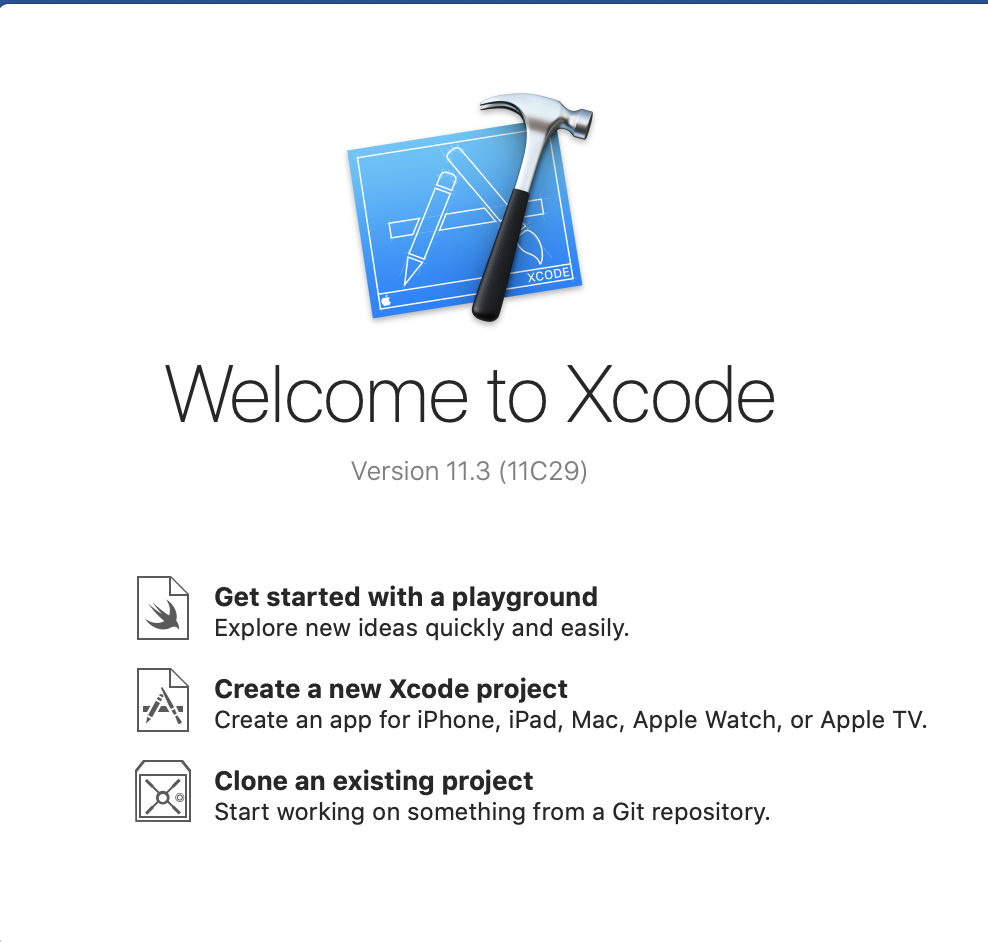 XCODE
Welcome to Xcode
Version 11.3 (11C29)
Get started with a playground
Explore new ideas quickly and easily.
Create a new Xcode project
Create an app for iPhone, iPad, Mac, Apple Watch, or Apple TV.
Clone an existing project
Start working on something from a Git repository.